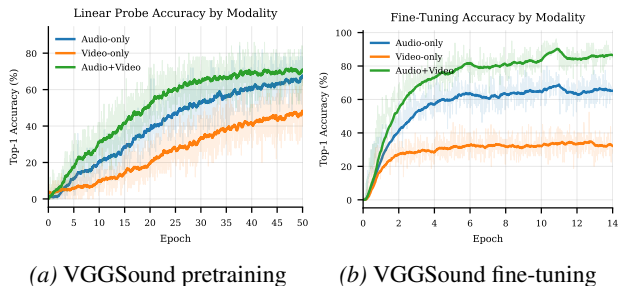 Linear Probe Accuracy by Modality
Top-1 Accuracy (%)
80
60
40
20
0
Audio-only
Video-only
Audio+Video
0 5 10 15 20 25 30 35 40 45 50
Epoch
(a) VGGSound pretraining
Fine-Tuning Accuracy by Modality
Top-1 Accuracy (%)
100
80
60
40
20
0
Audio-only
Video-only
Audio+Video
0 2 4 6 8 10 12 14
Epoch
(b) VGGSound fine-tuning